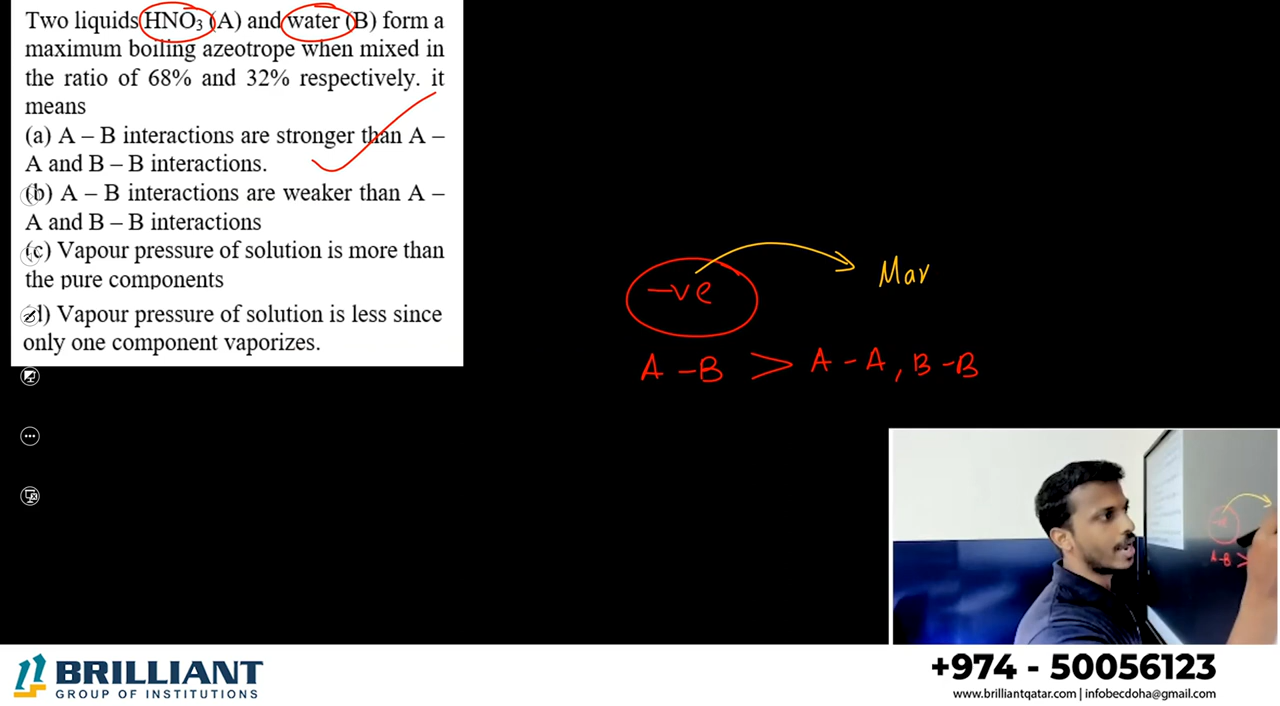 Two liquids HNO₃ (A) and water (B) form a
maximum boiling azeotrope when mixed in
the ratio of 68% and 32% respectively. it
means
(a) A – B interactions are stronger than A –
A and B – B interactions.
(b) A – B interactions are weaker than A –
A and B – B interactions
(c) Vapour pressure of solution is more than
the pure components
d) Vapour pressure of solution is less since
only one component vaporizes.
-ve
Max
A - B > A - A, B - B
A-B >
BRILLIANT
GROUP OF INSTITUTIONS
+974 - 50056123
www.brilliantqatar.com | infobecdoha@gmail.com